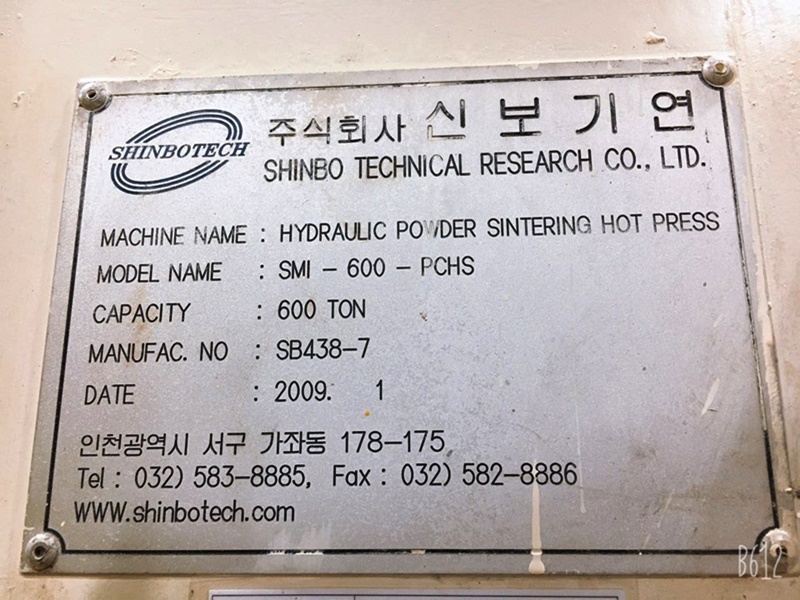 SHINBOTECH
주식회사 신보기연
SHINBO TECHNICAL RESEARCH CO., LTD.
MACHINE NAME : HYDRAULIC POWDER SINTERING HOT PRESS
MODEL NAME : SMI - 600 - PCHS
CAPACITY : 600 TON
MANUFAC. NO : SB438-7
DATE : 2009. 1
인천광역시 서구 가좌동 178-175
Tel : 032) 583-8885, Fax : 032) 582-8886
WWW.shinbotech.com
B612